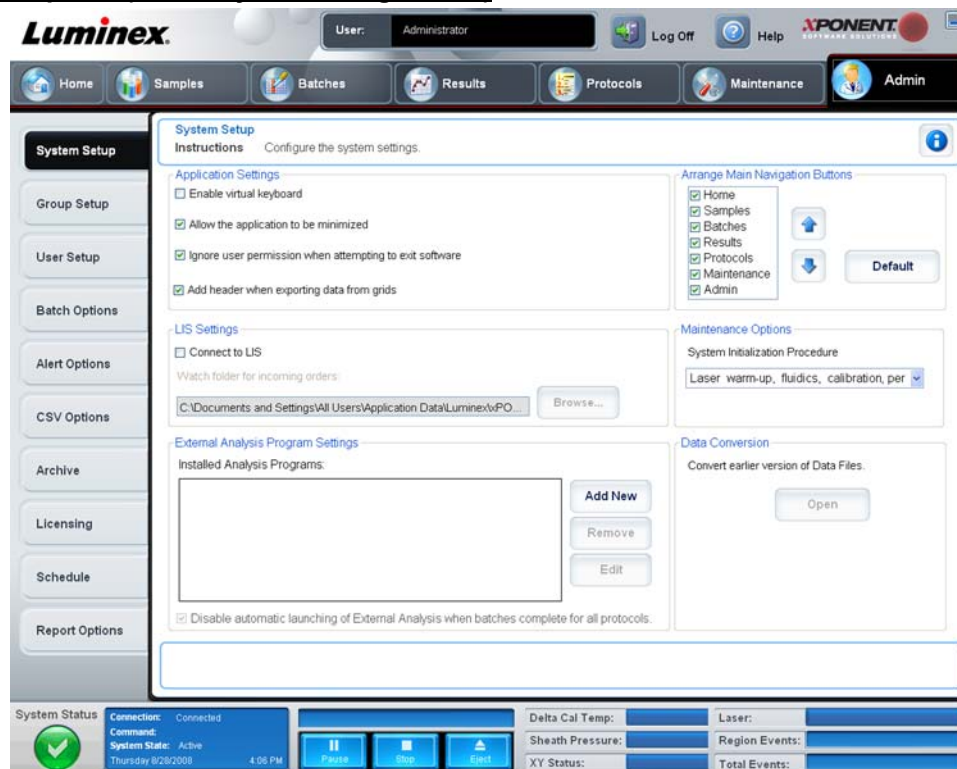 Luminex.
User: Administrator
Log Off
Help
XPONENT.
SOFTWARE SOLUTIONS
Home
Samples
Batches
Results
Protocols
Maintenance
Admin
System Setup
Group Setup
User Setup
Batch Options
Alert Options
CSV Options
Archive
Licensing
Schedule
Report Options
System Setup
Instructions Configure the system settings.
Application Settings
Enable virtual keyboard
Allow the application to be minimized
Ignore user permission when attempting to exit software
Add header when exporting data from grids
Arrange Main Navigation Buttons
Home
Samples
Batches
Results
Protocols
Maintenance
Admin
Default
LIS Settings
Connect to LIS
Watch folder for incoming orders:
C:\Documents and Settings\All Users\Application Data\Luminex\xPO...
Browse...
Maintenance Options
System Initialization Procedure
Laser warm-up, fluidics, calibration, per
External Analysis Program Settings
Installed Analysis Programs:
Add New
Remove
Edit
Disable automatic launching of External Analysis when batches complete for all protocols.
Data Conversion
Convert earlier version of Data Files.
Open
System Status
Connection: Connected
Command:
System State: Active
Thursday 8/28/2008 4:06 PM
Pause
Stop
Eject
Delta Cal Temp:
Sheath Pressure:
XY Status:
Laser:
Region Events:
Total Events: